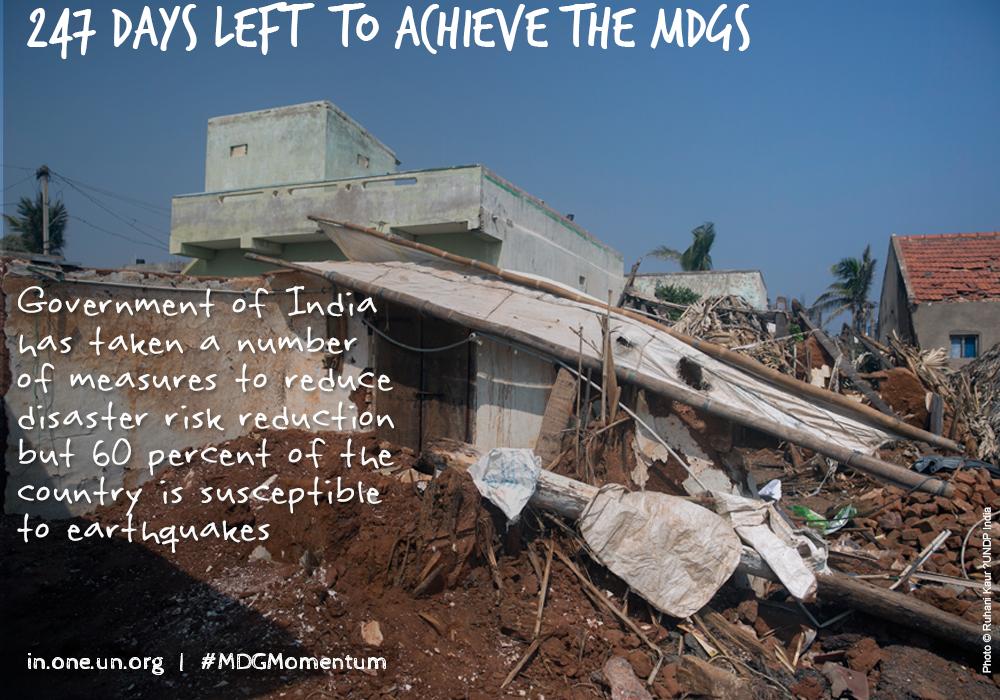 247 DAYS LEFT TO ACHIEVE THE MDGS
Government of India
has taken a number
of measures to reduce
disaster risk reduction
but 60 percent of the
country is susceptible
to earthquakes
in.one.un.org | #MDGMomentum
Photo © Ruhani Kaur ?UNDP India